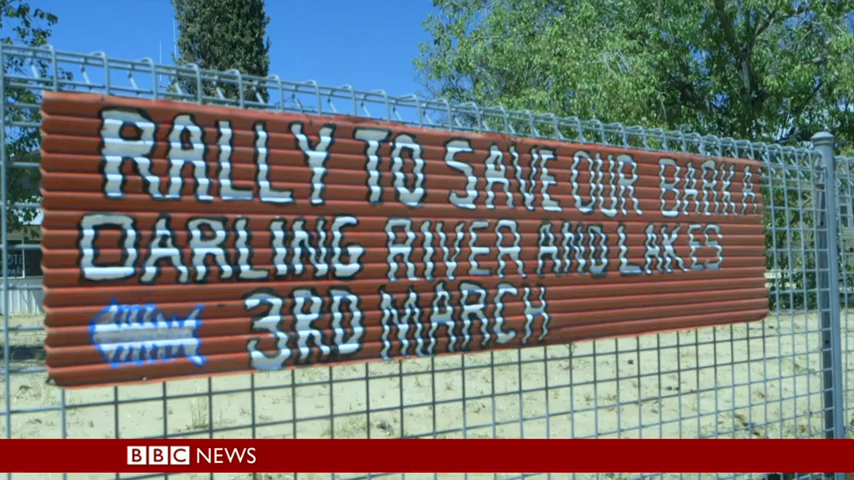 RALLY TO SAVE OUR BARKA
DARLING RIVER AND LAKES
3RD MARCH
BBC NEWS